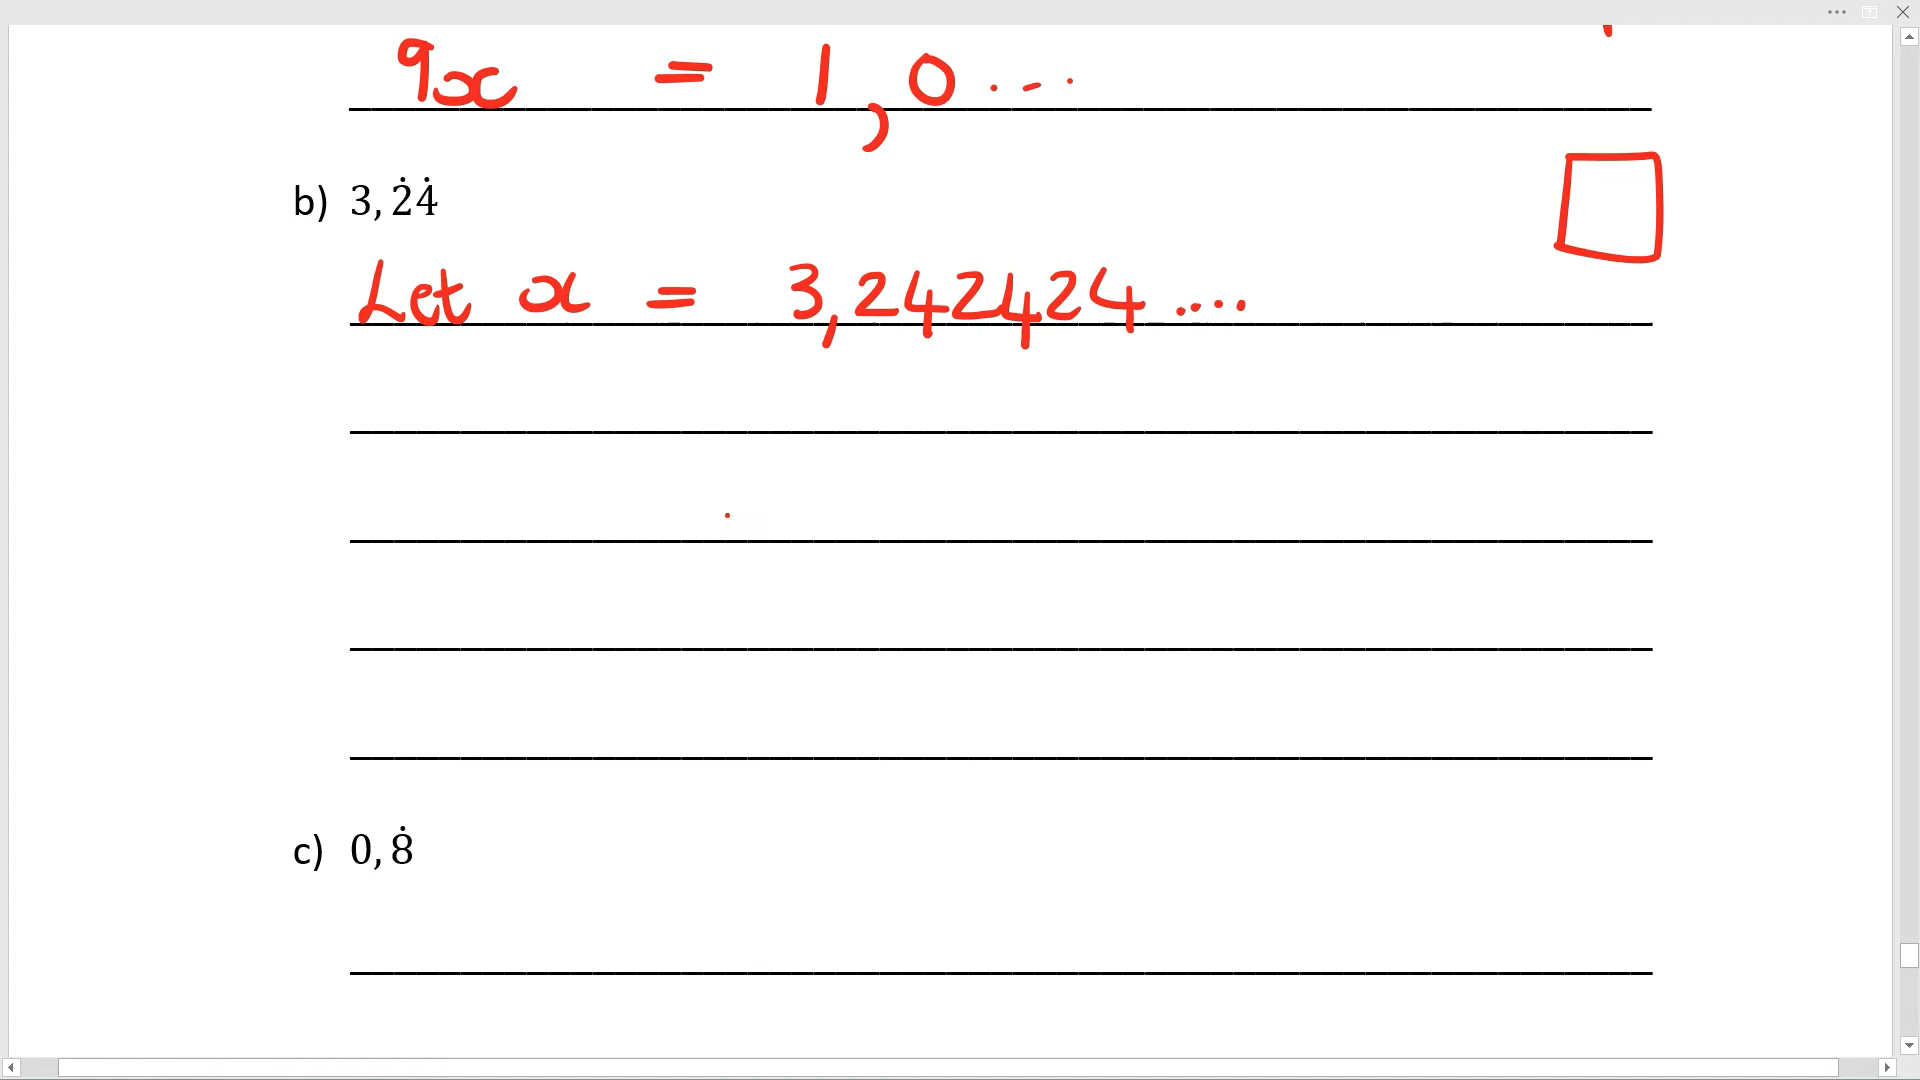 9x = 1,0....
b) 3,2̇4̇
Let x = 3,242424....
c) 0,8̇